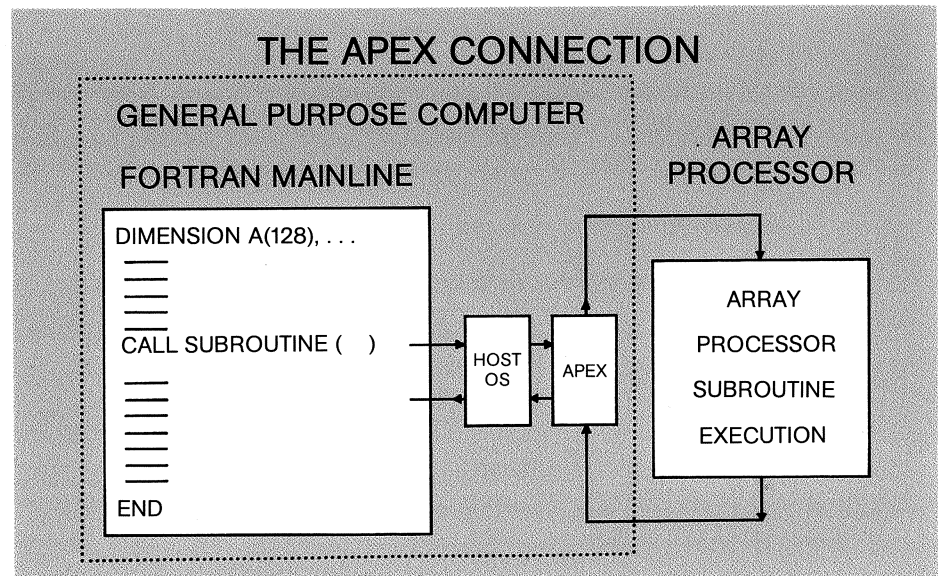 THE APEX CONNECTION
GENERAL PURPOSE COMPUTER
FORTRAN MAINLINE
ARRAY
PROCESSOR
DIMENSION A(128), . . .
CALL SUBROUTINE (   )
END
HOST
OS
APEX
ARRAY
PROCESSOR
SUBROUTINE
EXECUTION